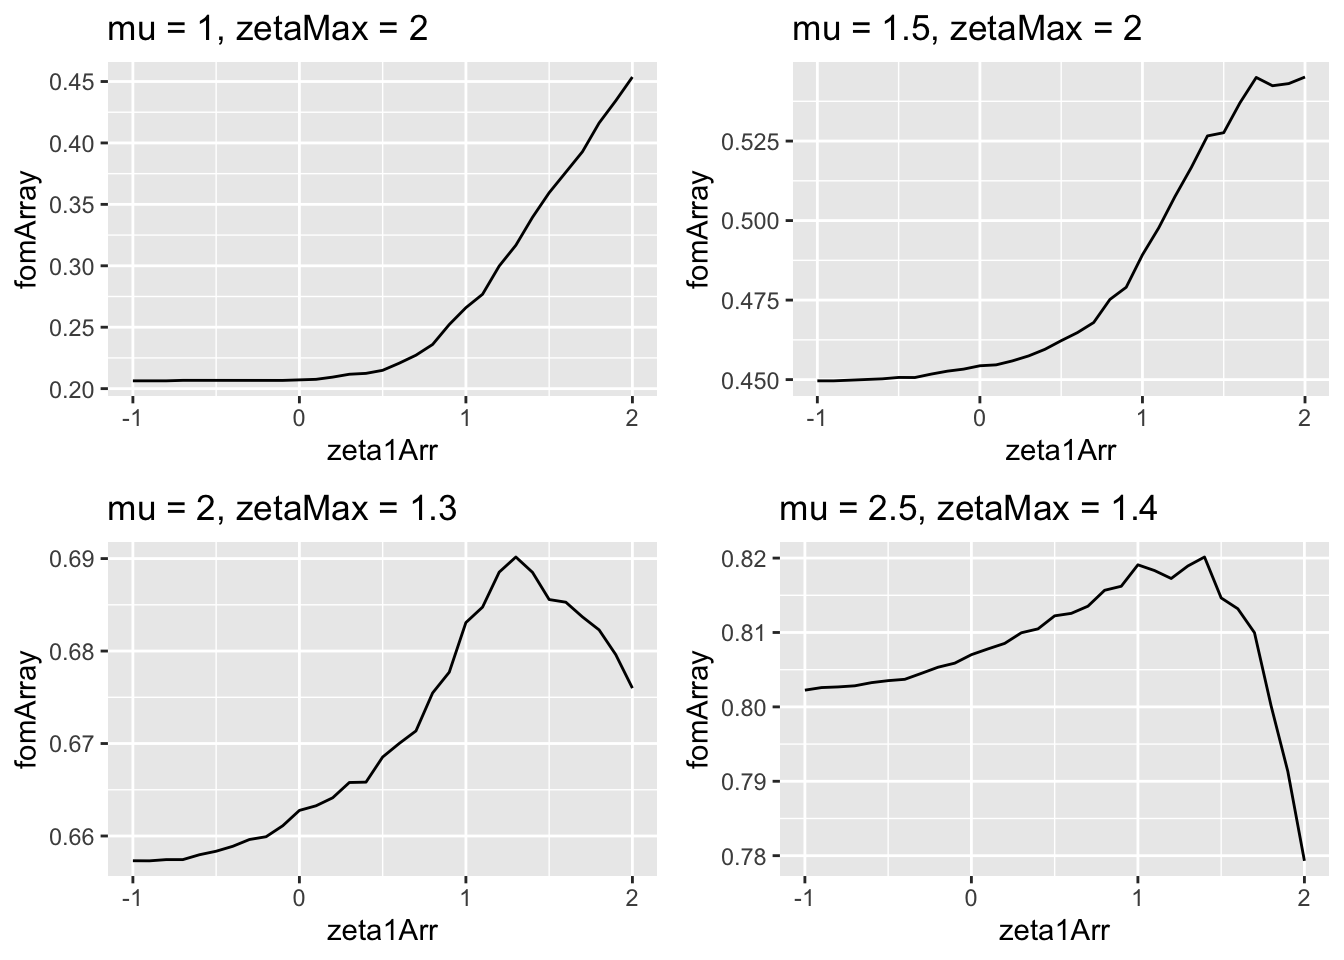 mu = 1, zetaMax = 2
0.45
0.40
0.35
0.30
0.25
0.20
fomArray
-1 0 1 2
zeta1Arr
mu = 1.5, zetaMax = 2
0.525
0.500
0.475
0.450
fomArray
-1 0 1 2
zeta1Arr
mu = 2, zetaMax = 1.3
0.69
0.68
0.67
0.66
fomArray
-1 0 1 2
zeta1Arr
mu = 2.5, zetaMax = 1.4
0.82
0.81
0.80
0.79
0.78
fomArray
-1 0 1 2
zeta1Arr